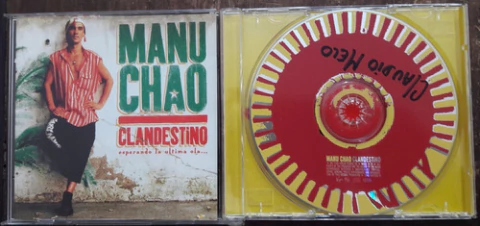 MANU
CHAO
CLANDESTINO
esperando la ultima ola...
CLAUDIO MELO
MANU CHAO CLANDESTINO